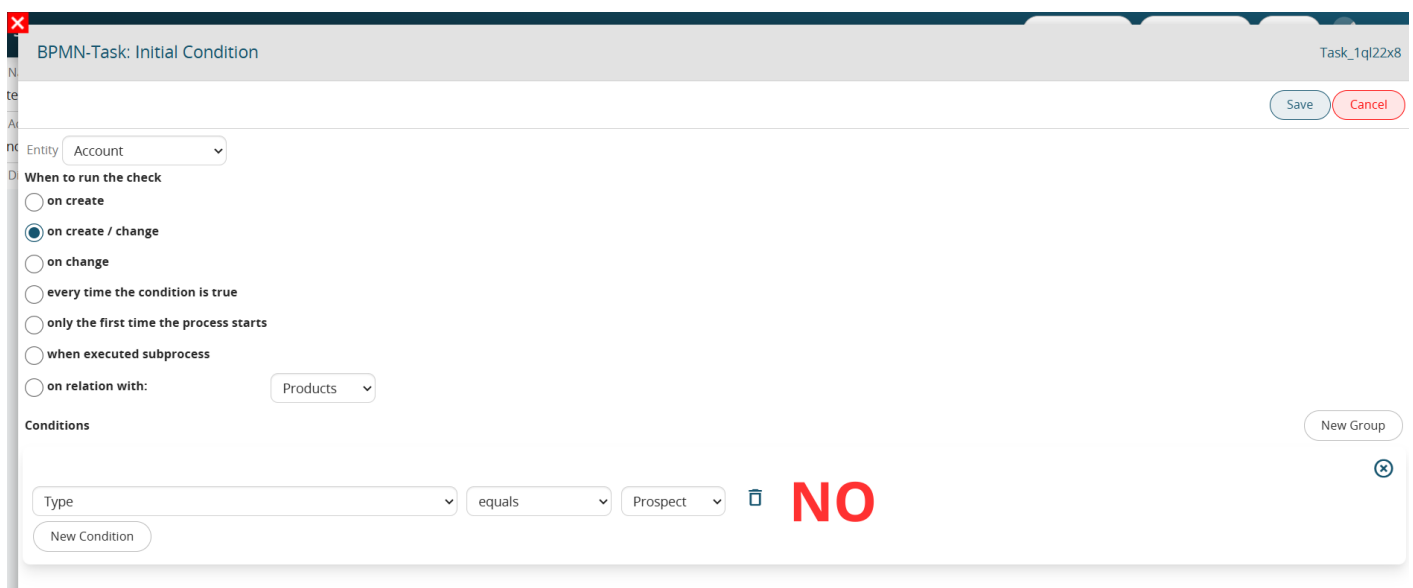 BPMN-Task: Initial Condition
Task_1ql22x8
Save Cancel
Entity Account
When to run the check
on create
on create / change
on change
every time the condition is true
only the first time the process starts
when executed subprocess
on relation with: Products
Conditions
New Group
Type equals Prospect NO
New Condition